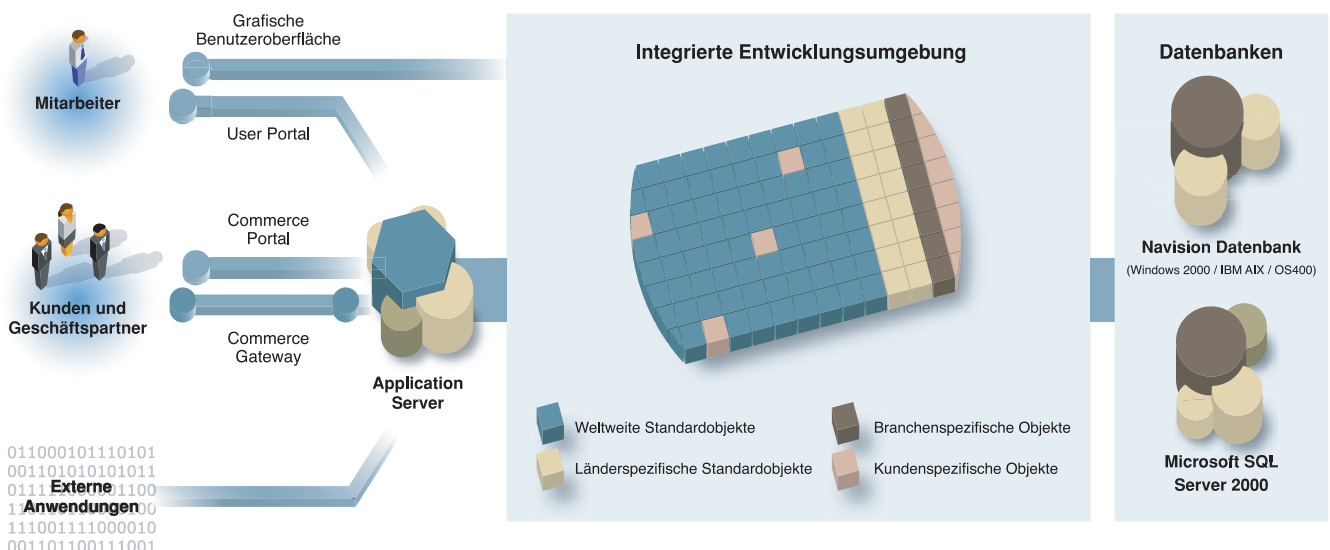 Grafische
Benutzeroberfläche
Mitarbeiter
User Portal
Commerce
Portal
Kunden und
Geschäftspartner
Commerce
Gateway
Application
Server
011000101110101
001101010101011
Externe
Anwendungen
111001111000010
001101100111001
Integrierte Entwicklungsumgebung
Weltweite Standardobjekte
Länderspezifische Standardobjekte
Branchenspezifische Objekte
Kundenspezifische Objekte
Datenbanken
Navision Datenbank
(Windows 2000 / IBM AIX / OS400)
Microsoft SQL
Server 2000